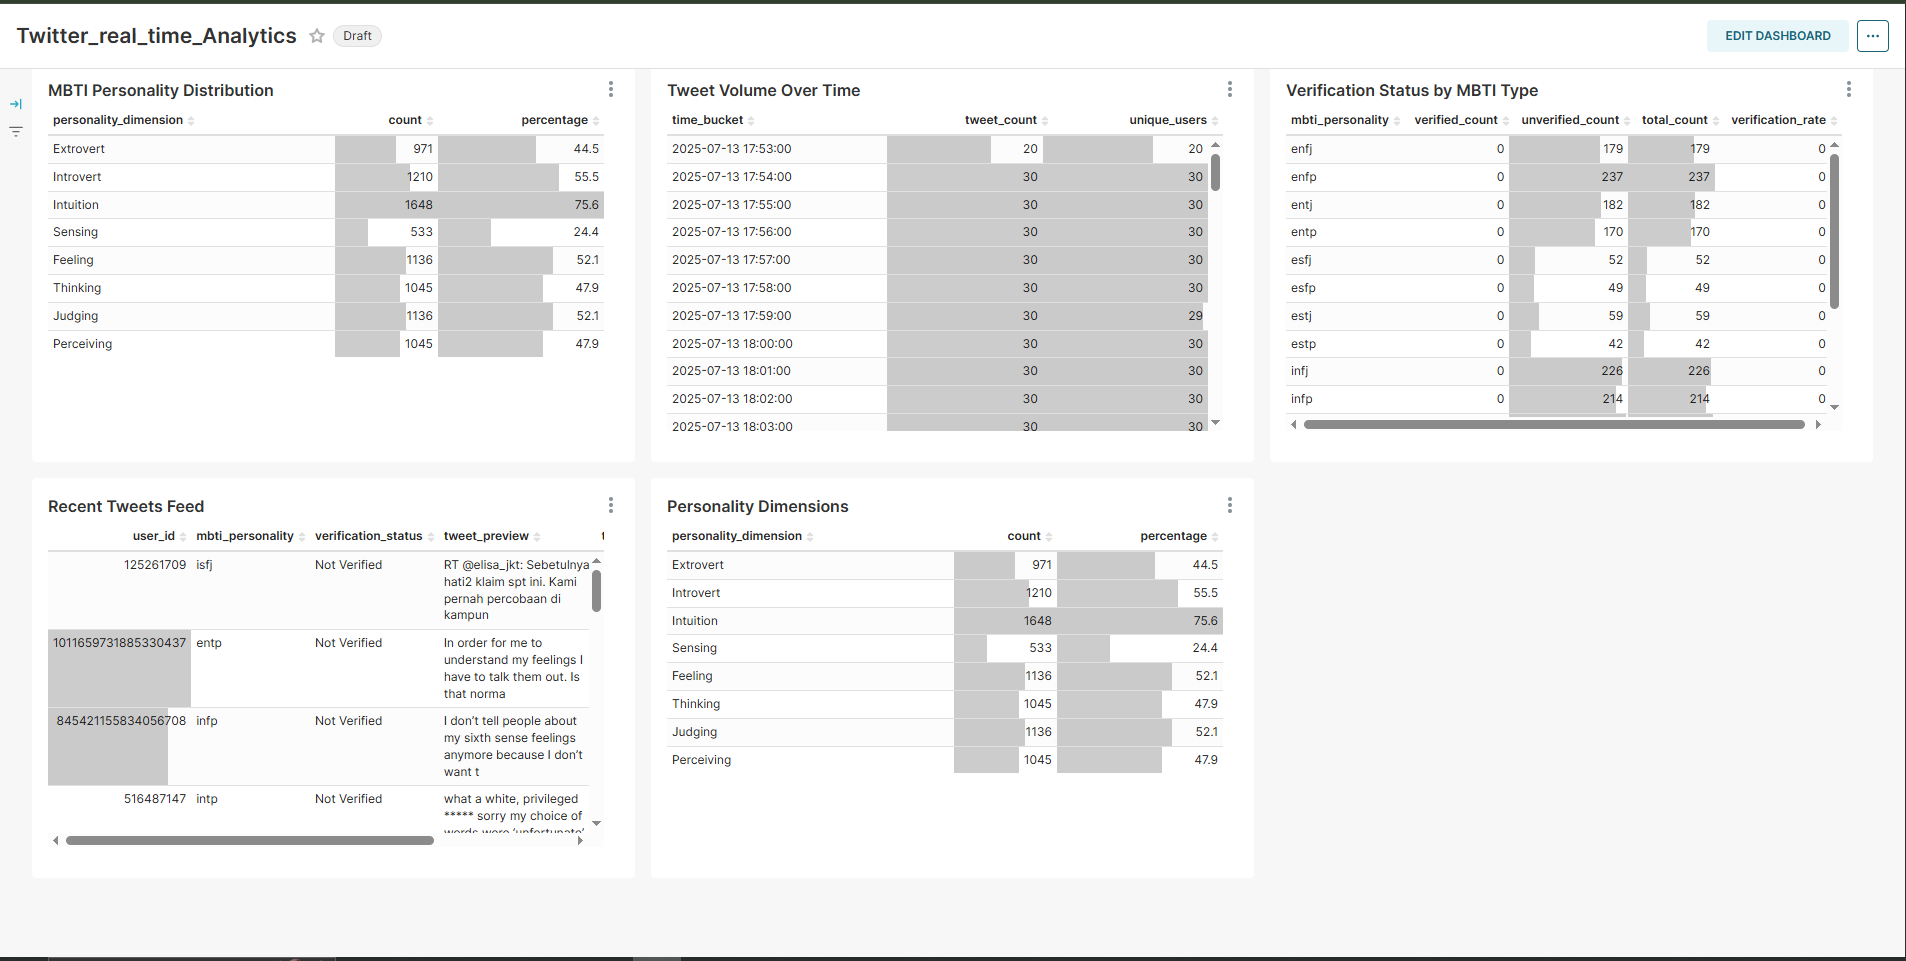 Twitter_real_time_Analytics Draft EDIT DASHBOARD ...
MBTI Personality Distribution
personality_dimension count percentage
Extrovert 971 44.5
Introvert 1210 55.5
Intuition 1648 75.6
Sensing 533 24.4
Feeling 1136 52.1
Thinking 1045 47.9
Judging 1136 52.1
Perceiving 1045 47.9
Tweet Volume Over Time
time_bucket tweet_count unique_users
2025-07-13 17:53:00 20 20
2025-07-13 17:54:00 30 30
2025-07-13 17:55:00 30 30
2025-07-13 17:56:00 30 30
2025-07-13 17:57:00 30 30
2025-07-13 17:58:00 30 30
2025-07-13 17:59:00 30 29
2025-07-13 18:00:00 30 30
2025-07-13 18:01:00 30 30
2025-07-13 18:02:00 30 30
2025-07-13 18:03:00 30 30
Verification Status by MBTI Type
mbti_personality verified_count unverified_count total_count verification_rate
enfj 0 179 179 0
enfp 0 237 237 0
entj 0 182 182 0
entp 0 170 170 0
esfj 0 52 52 0
esfp 0 49 49 0
estj 0 59 59 0
estp 0 42 42 0
infj 0 226 226 0
infp 0 214 214 0
Recent Tweets Feed
user_id mbti_personality verification_status tweet_preview t
125261709 isfj Not Verified RT @elisa_jkt: Sebetulnya
hati2 klaim spt ini. Kami
pernah percobaan di
kampun
1011659731885330437 entp Not Verified In order for me to
understand my feelings I
have to talk them out. Is
that norma
845421155834056708 infp Not Verified I don’t tell people about
my sixth sense feelings
anymore because I don’t
want t
516487147 intp Not Verified what a white, privileged
***** sorry my choice of
words were ‘unfortunate’
Personality Dimensions
personality_dimension count percentage
Extrovert 971 44.5
Introvert 1210 55.5
Intuition 1648 75.6
Sensing 533 24.4
Feeling 1136 52.1
Thinking 1045 47.9
Judging 1136 52.1
Perceiving 1045 47.9